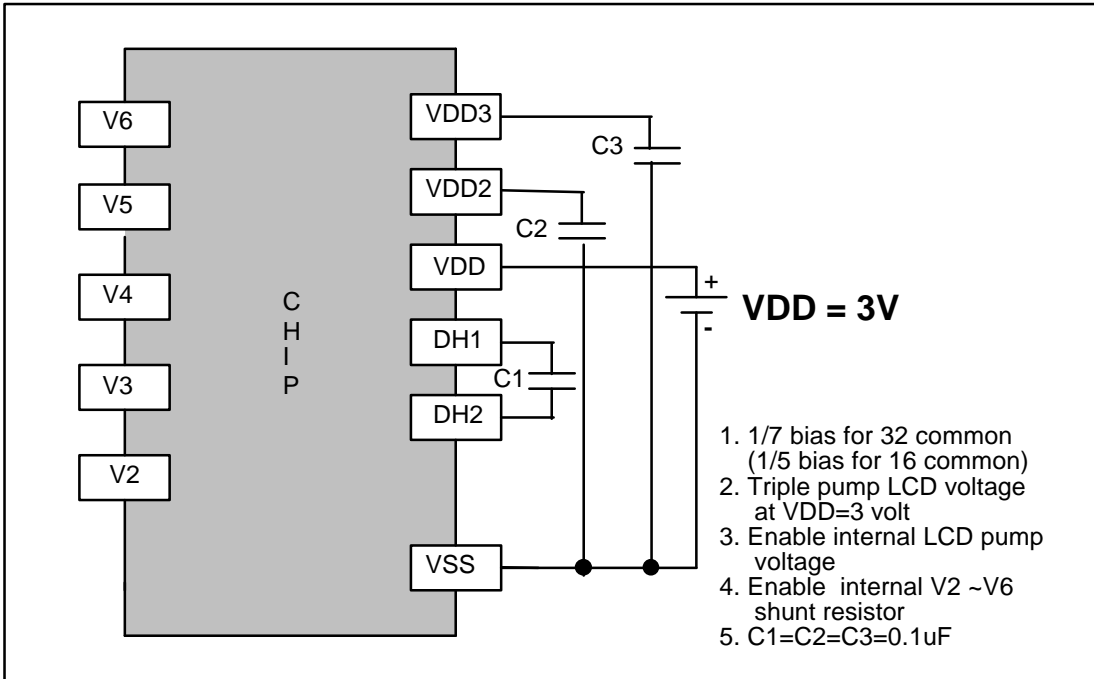 V6
V5
V4
V3
V2
C
H
I
P
VDD3
VDD2
VDD
DH1
DH2
VSS
C3
C2
C1
+
VDD = 3V
-
1. 1/7 bias for 32 common
(1/5 bias for 16 common)
2. Triple pump LCD voltage
at VDD=3 volt
3. Enable internal LCD pump
voltage
4. Enable internal V2 ~V6
shunt resistor
5. C1=C2=C3=0.1uF